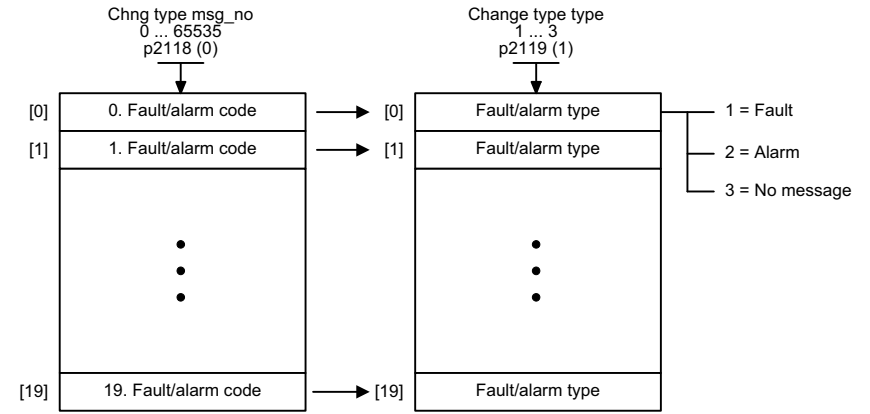 Chng type msg_no
0 ... 65535
p2118 (0)
Change type type
1 ... 3
p2119 (1)
[0] 0. Fault/alarm code [0] Fault/alarm type 1 = Fault
[1] 1. Fault/alarm code [1] Fault/alarm type 2 = Alarm
3 = No message
[19] 19. Fault/alarm code [19] Fault/alarm type